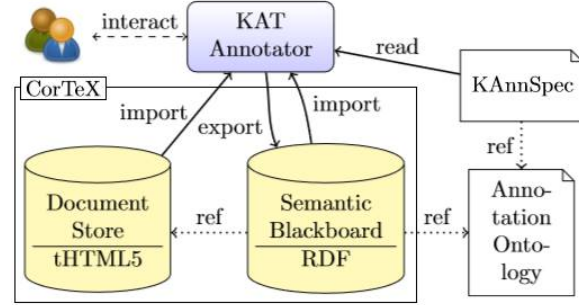 interact
KAT
Annotator
read
CorTeX
KAnnSpec
import
export
import
ref
Document
Store
tHTML5
ref
Semantic
Blackboard
RDF
ref
Anno-
tation
Onto-
logy